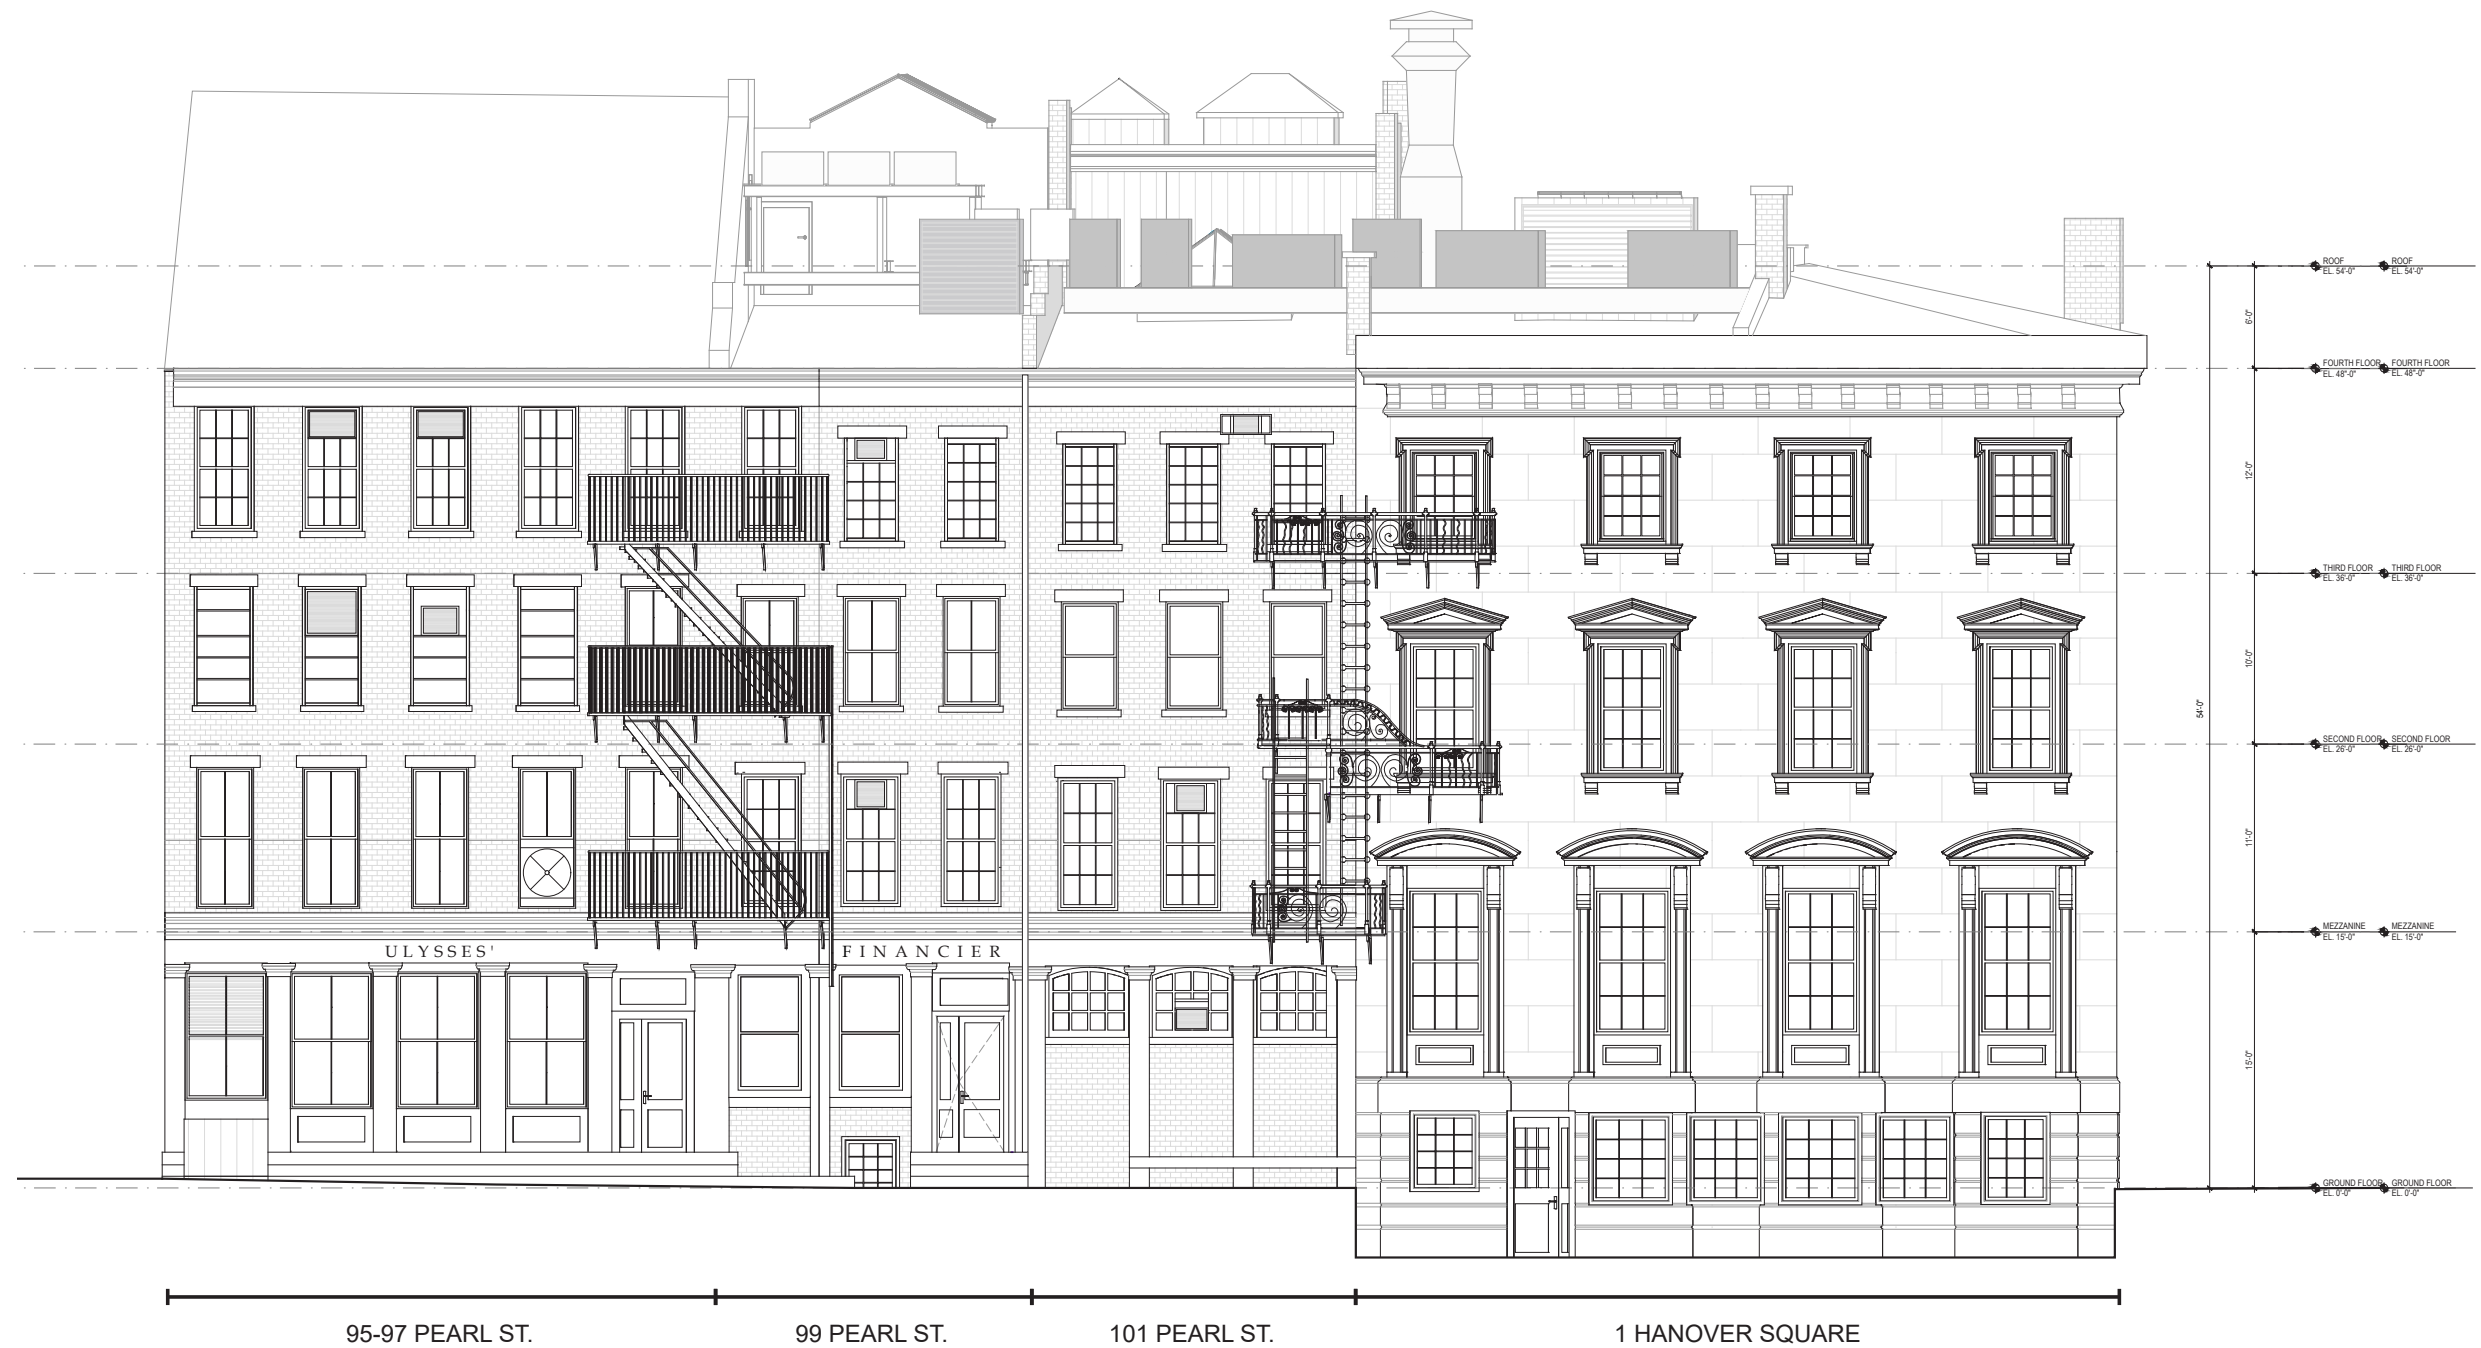 ROOF ROOF
EL. 54'-0" EL. 54'-0"
6'-0"
FOURTH FLOOR FOURTH FLOOR
EL. 48"-0" EL. 48"-0"
12'-0"
THIRD FLOOR THIRD FLOOR
EL. 36'-0" EL. 36'-0"
10'-0"
54'-0"
SECOND FLOOR SECOND FLOOR
EL. 26'-0" EL. 26'-0"
11'-0"
MEZZANINE MEZZANINE
EL. 15'-0" EL. 15'-0"
ULYSSES' FINANCIER
15'-0"
GROUND FLOOR GROUND FLOOR
EL. 0'-0" EL. 0'-0"
95-97 PEARL ST. 99 PEARL ST. 101 PEARL ST. 1 HANOVER SQUARE